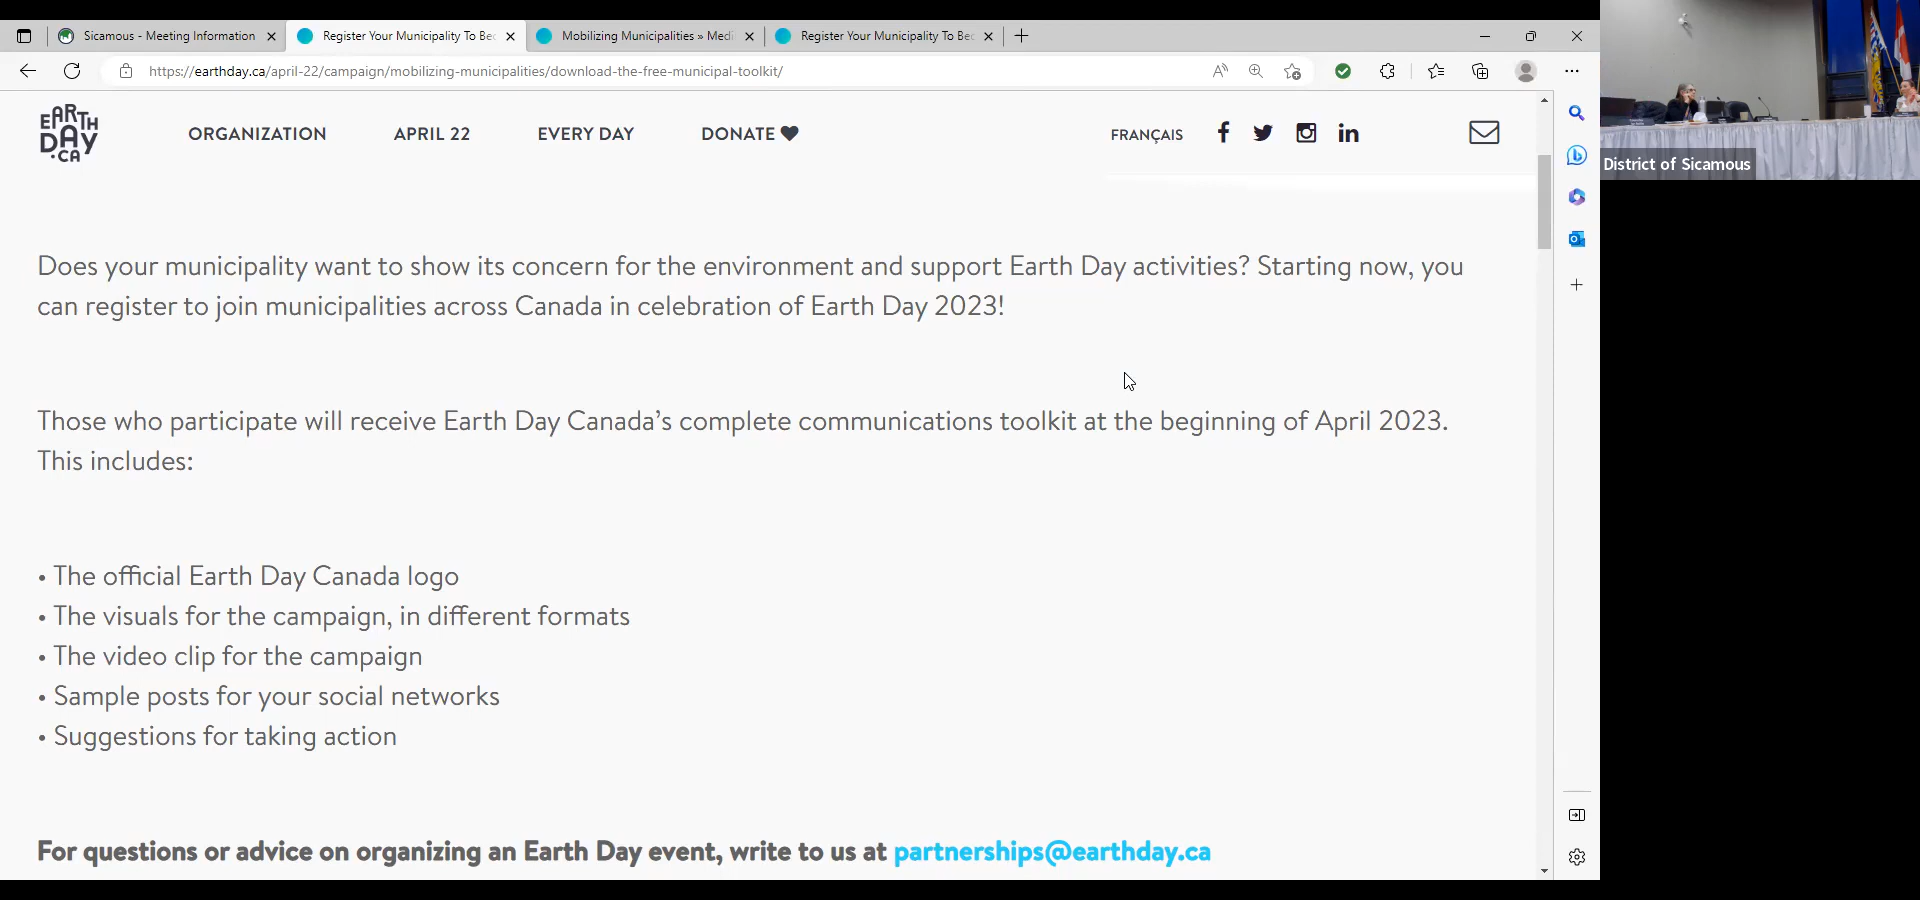 Sicamous - Meeting Information
Register Your Municipality To Bec
Mobilizing Municipalities » Medi
Register Your Municipality To Bec
https://earthday.ca/april-22/campaign/mobilizing-municipalities/download-the-free-municipal-toolkit/
EARTH
DAY
.CA
ORGANIZATION
APRIL 22
EVERY DAY
DONATE
FRANÇAIS
District of Sicamous
Does your municipality want to show its concern for the environment and support Earth Day activities? Starting now, you
can register to join municipalities across Canada in celebration of Earth Day 2023!
Those who participate will receive Earth Day Canada’s complete communications toolkit at the beginning of April 2023.
This includes:
• The official Earth Day Canada logo
• The visuals for the campaign, in different formats
• The video clip for the campaign
• Sample posts for your social networks
• Suggestions for taking action
For questions or advice on organizing an Earth Day event, write to us at partnerships@earthday.ca